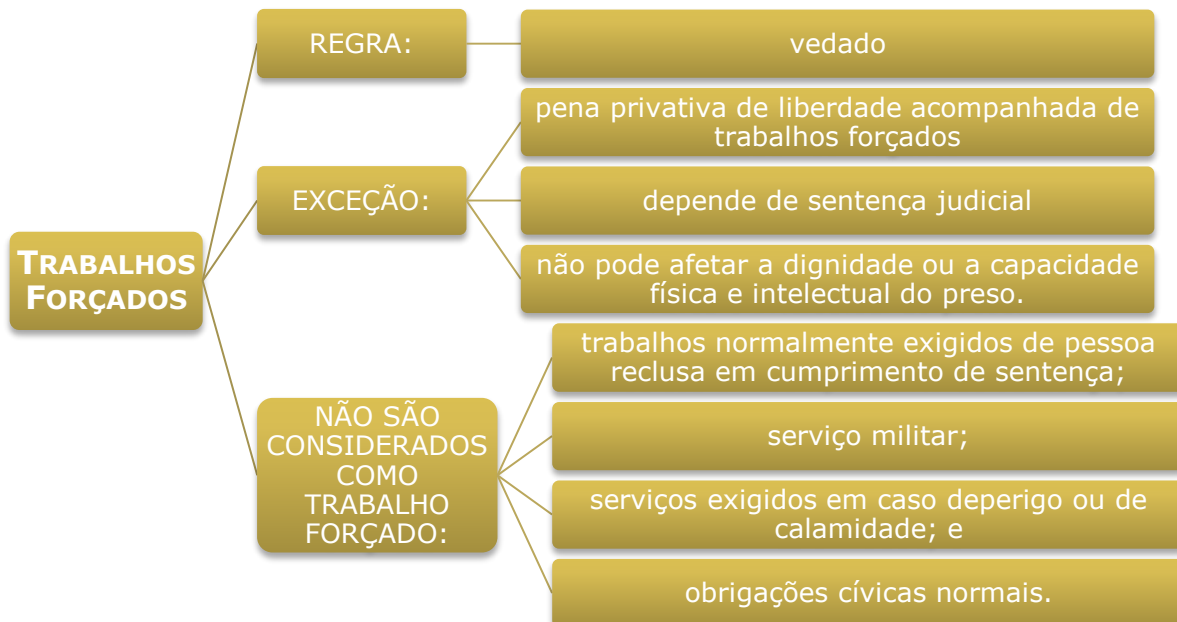 REGRA:
vedado
pena privativa de liberdade acompanhada de
trabalhos forçados
EXCEÇÃO:
depende de sentença judicial
não pode afetar a dignidade ou a capacidade
física e intelectual do preso.
TRABALHOS
FORÇADOS
trabalhos normalmente exigidos de pessoa
reclusa em cumprimento de sentença;
NÃO SÃO
CONSIDERADOS
COMO
TRABALHO
FORÇADO:
serviço militar;
serviços exigidos em caso deperigo ou de
calamidade; e
obrigações cívicas normais.